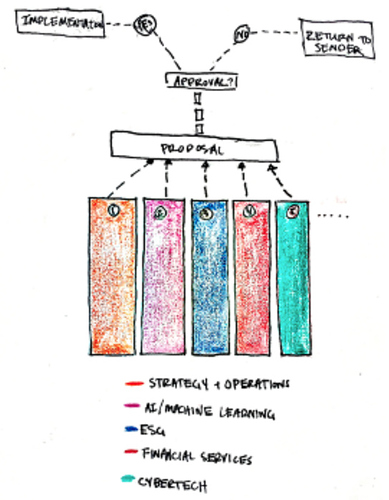 IMPLEMENTATION
YES
NO
RETURN TO
SENDER
APPROVAL?
PROPOSAL
1
2
3
4
5
.....
STRATEGY + OPERATIONS
AI/MACHINE LEARNING
ESG
FINANCIAL SERVICES
CYBERTECH